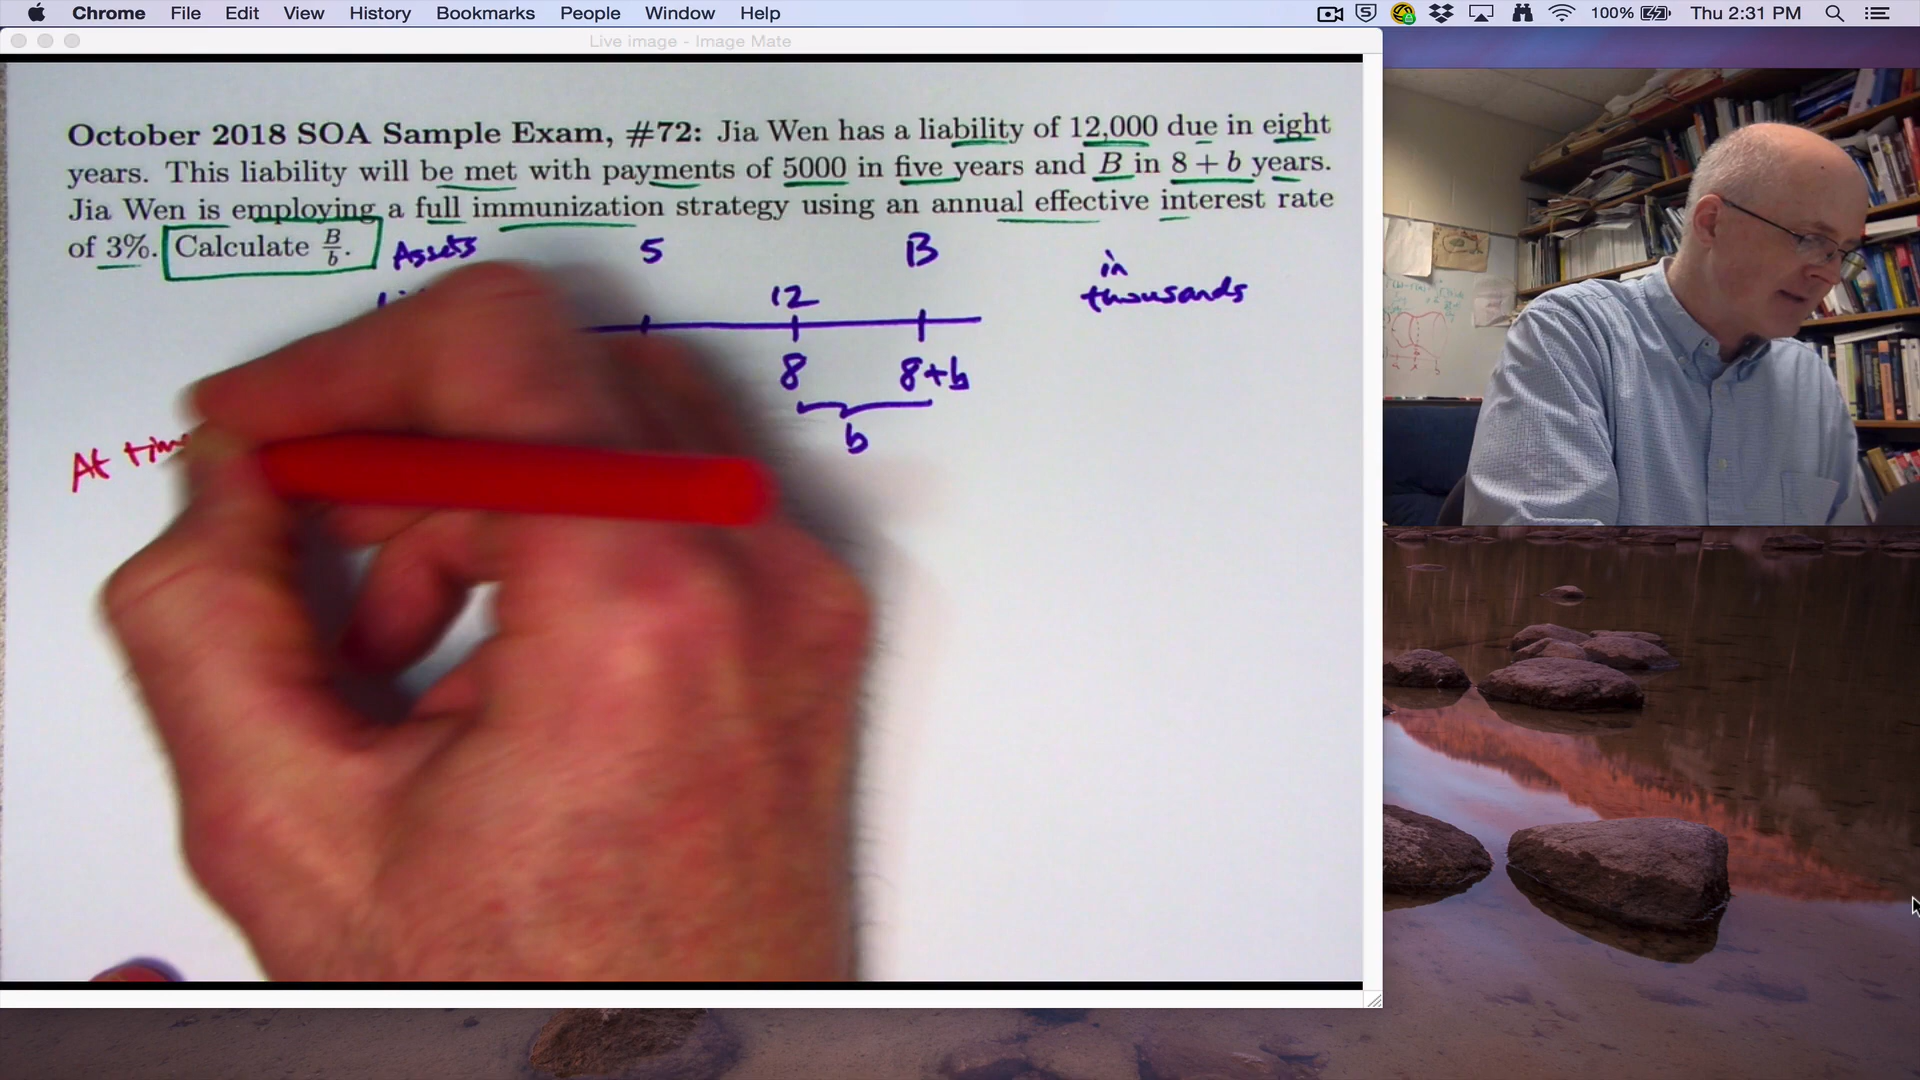 Chrome File Edit View History Bookmarks People Window Help 100% Thu 2:31 PM
Live image - Image Mate
October 2018 SOA Sample Exam, #72: Jia Wen has a liability of 12,000 due in eight
years. This liability will be met with payments of 5000 in five years and B in 8 + b years.
Jia Wen is employing a full immunization strategy using an annual effective interest rate
of 3%. Calculate B/b.
Assets 5 B in
12 thousands
8 8+b
b
At